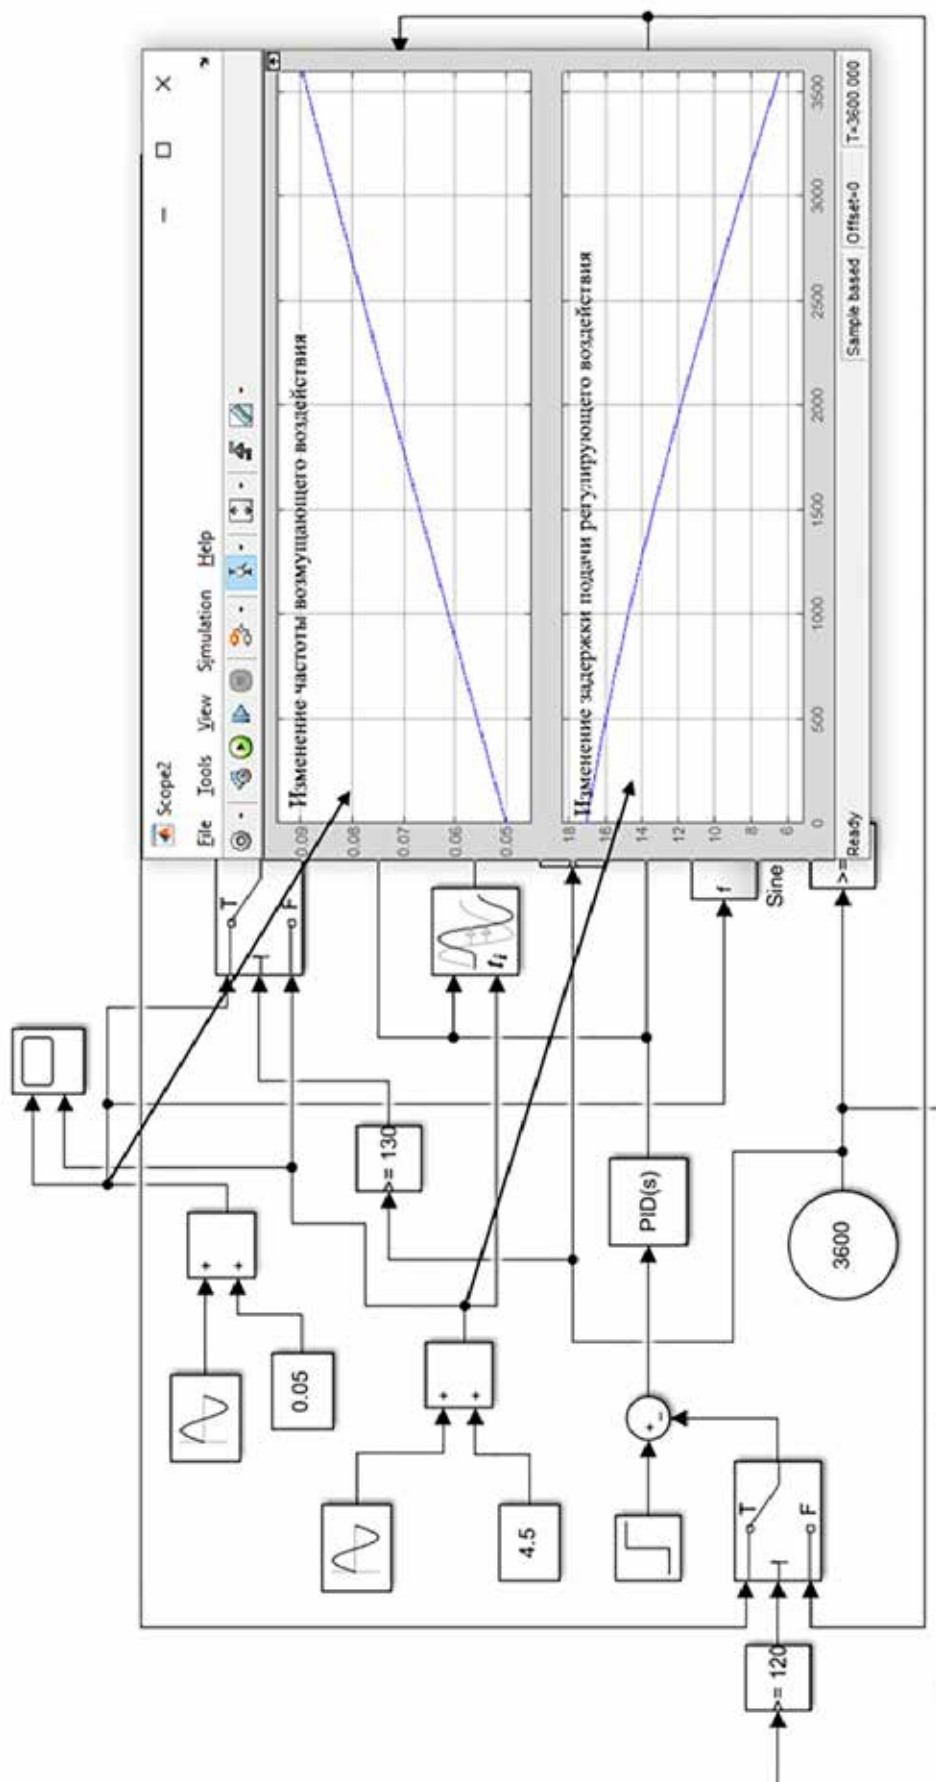 Scope2
File Tools View Simulation Help
Изменение частоты возмущающего воздействия
0.09
0.08
0.07
0.06
0.05
Изменение задержки подачи регулирующего воздействия
18
16
14
12
10
8
6
0 500 1000 1500 2000 2500 3000 3500
Ready
Sample based Offset=0 T=3600.000
T
F
0.05
>= 130
ti
4.5
PID(s)
f
Sine
>=
3600
+
+
+
+
+
−
T
F
>= 120